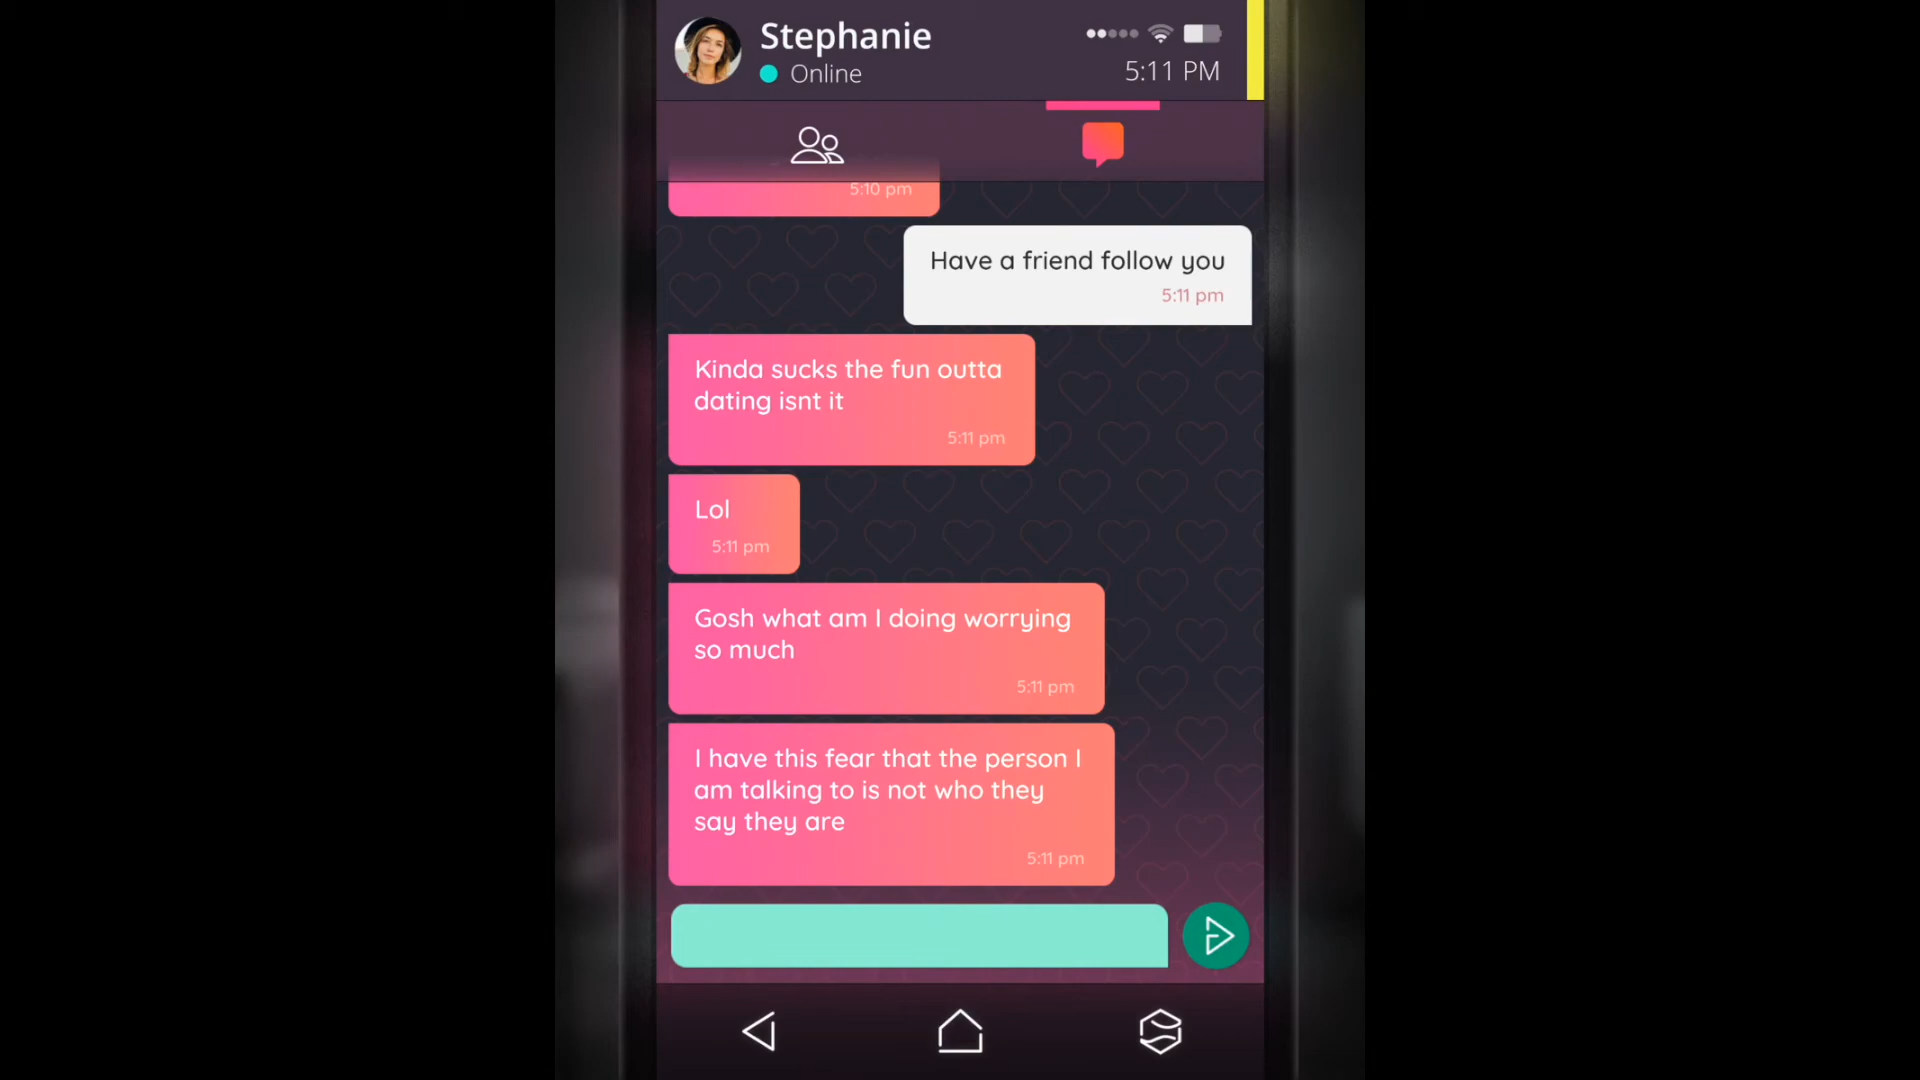 Stephanie
Online
5:11 PM
5:10 pm
Have a friend follow you
5:11 pm
Kinda sucks the fun outta
dating isnt it
5:11 pm
Lol
5:11 pm
Gosh what am I doing worrying
so much
5:11 pm
I have this fear that the person I
am talking to is not who they
say they are
5:11 pm